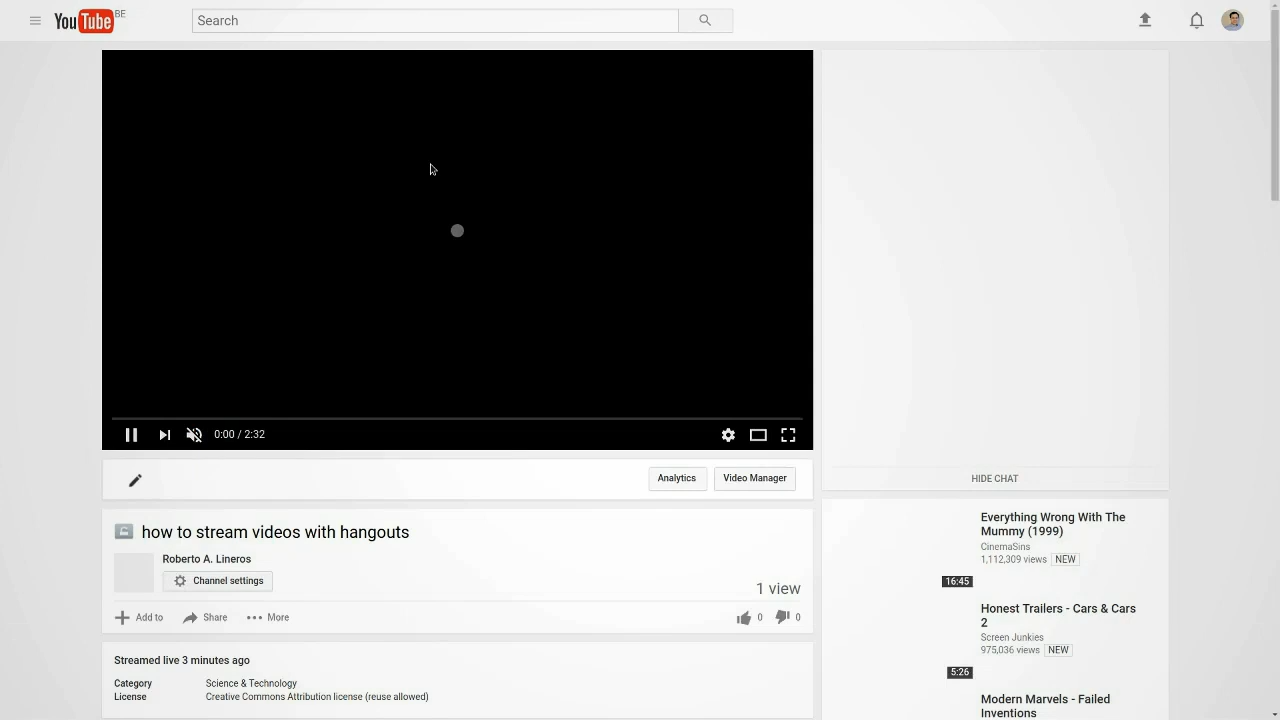 YouTube BE
Search
0:00 / 2:32
HIDE CHAT
Analytics
Video Manager
how to stream videos with hangouts
Roberto A. Lineros
Channel settings
1 view
Add to
Share
More
0
0
Streamed live 3 minutes ago
Category Science & Technology
License Creative Commons Attribution license (reuse allowed)
Everything Wrong With The
Mummy (1999)
CinemaSins
1,112,309 views NEW
16:45
Honest Trailers - Cars & Cars
2
Screen Junkies
975,036 views NEW
5:26
Modern Marvels - Failed
Inventions